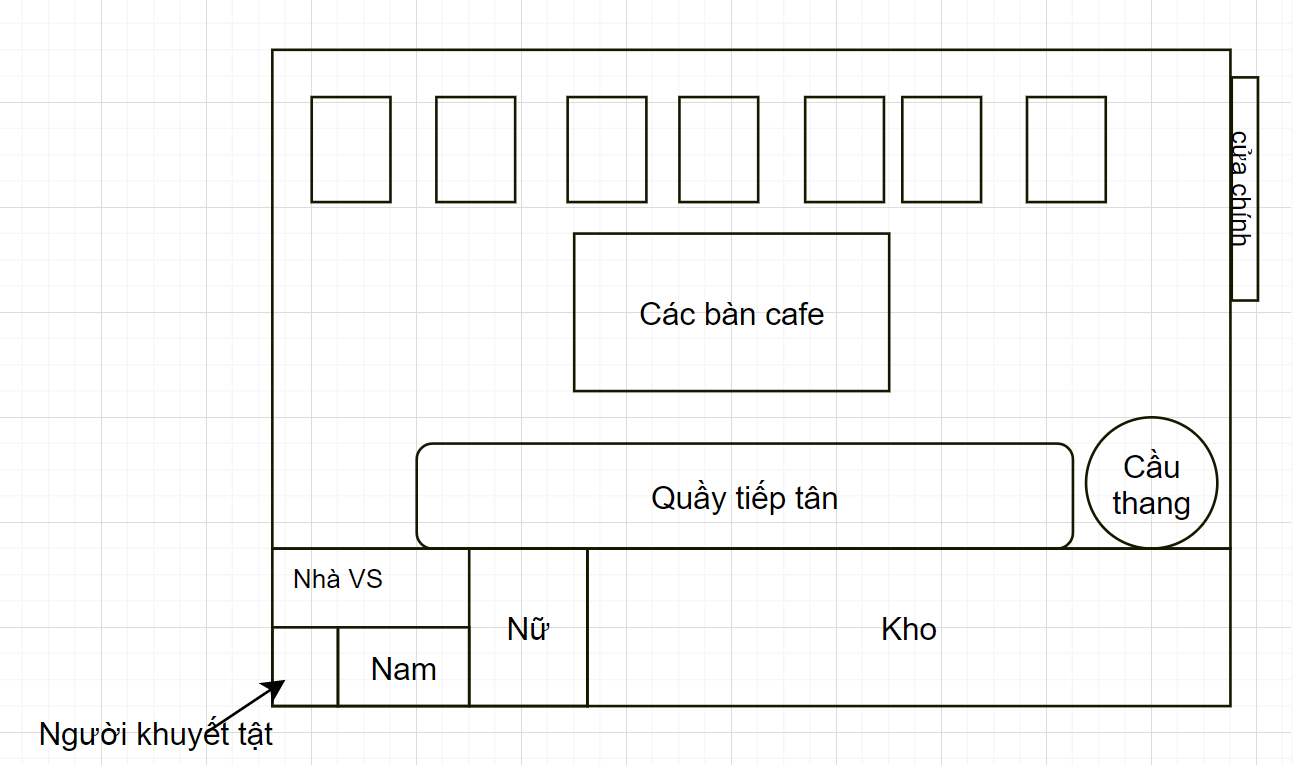 cửa chính
Các bàn cafe
Cầu
thang
Quầy tiếp tân
Nhà VS
Nữ
Kho
Nam
Người khuyết tật